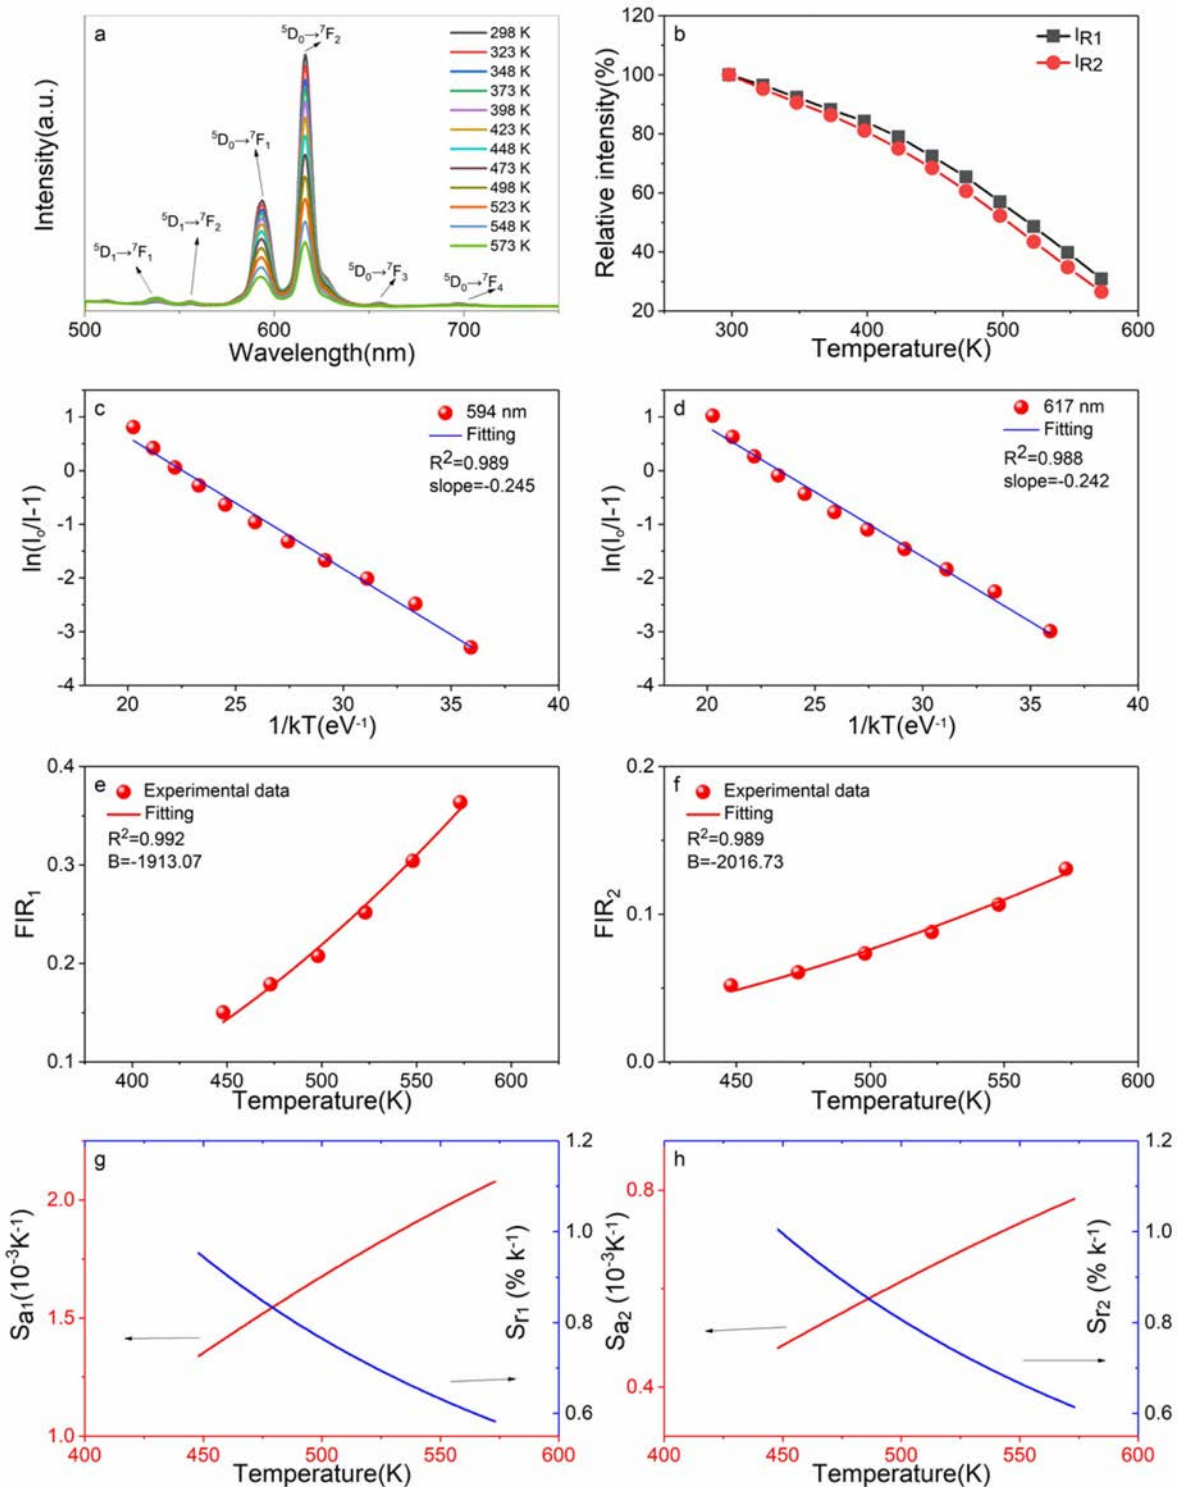 a
⁵D₀→⁷F₂
⁵D₀→⁷F₁
⁵D₁→⁷F₂
⁵D₁→⁷F₁
⁵D₀→⁷F₃
⁵D₀→⁷F₄
298 K
323 K
348 K
373 K
398 K
423 K
448 K
473 K
498 K
523 K
548 K
573 K
Intensity(a.u.)
500 600 700
Wavelength(nm)
b
I_R1
I_R2
Relative intensity(%)
120
100
80
60
40
20
300 400 500 600
Temperature(K)
c
594 nm
Fitting
R²=0.989
slope=-0.245
ln(Iₒ/I-1)
1
0
-1
-2
-3
-4
20 25 30 35 40
1/kT(eV⁻¹)
d
617 nm
Fitting
R²=0.988
slope=-0.242
ln(Iₒ/I-1)
1
0
-1
-2
-3
-4
20 25 30 35 40
1/kT(eV⁻¹)
e
Experimental data
Fitting
R²=0.992
B=-1913.07
FIR₁
0.4
0.3
0.2
0.1
400 450 500 550 600
Temperature(K)
f
Experimental data
Fitting
R²=0.989
B=-2016.73
FIR₂
0.2
0.1
0.0
450 500 550 600
Temperature(K)
g
Sa₁(10⁻³K⁻¹)
2.0
1.5
1.0
Sr₁ (% k⁻¹)
1.2
1.0
0.8
0.6
400 450 500 550 600
Temperature(K)
h
Sa₂ (10⁻³K⁻¹)
0.8
0.4
Sr₂ (% k⁻¹)
1.2
1.0
0.8
0.6
400 450 500 550 600
Temperature(K)